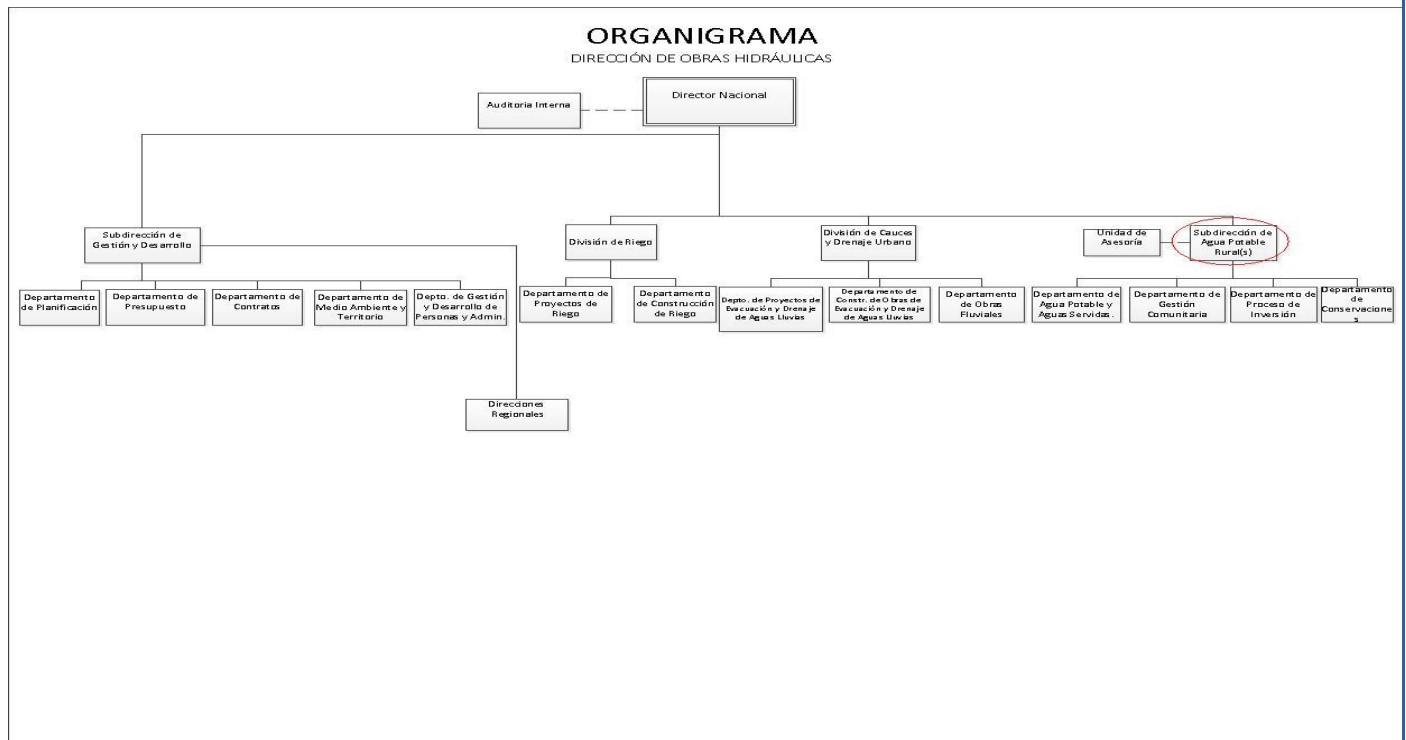 ORGANIGRAMA
DIRECCIÓN DE OBRAS HIDRÁULICAS
Auditoria Interna
Director Nacional
Subdirección de
Gestión y Desarrollo
División de Riego
División de Cauces
y Drenaje Urbano
Unidad de
Asesoría
Subdirección de
Agua Potable
Rural(s)
Departamento
de Planificación
Departamento de
Presupuesto
Departamento de
Contratos
Departamento de
Medio Ambiente y
Territorio
Depto. de Gestión
y Desarrollo de
Personas y Admin.
Departamento de
Proyectos de
Riego
Departamento
de Construcción
de Riego
Depto. de Proyectos de
Evacuación y Drenaje
de Aguas Lluvias
Departamento de
Constr. de Obras de
Evacuación y Drenaje
de Aguas Lluvias
Departamento
de Obras
Fluviales
Departamento de
Agua Potable y
Aguas Servidas.
Departamento de
Gestión
Comunitaria
Departamento de
Proceso de
Inversión
Departamento
de
Conservacione
s
Direcciones
Regionales